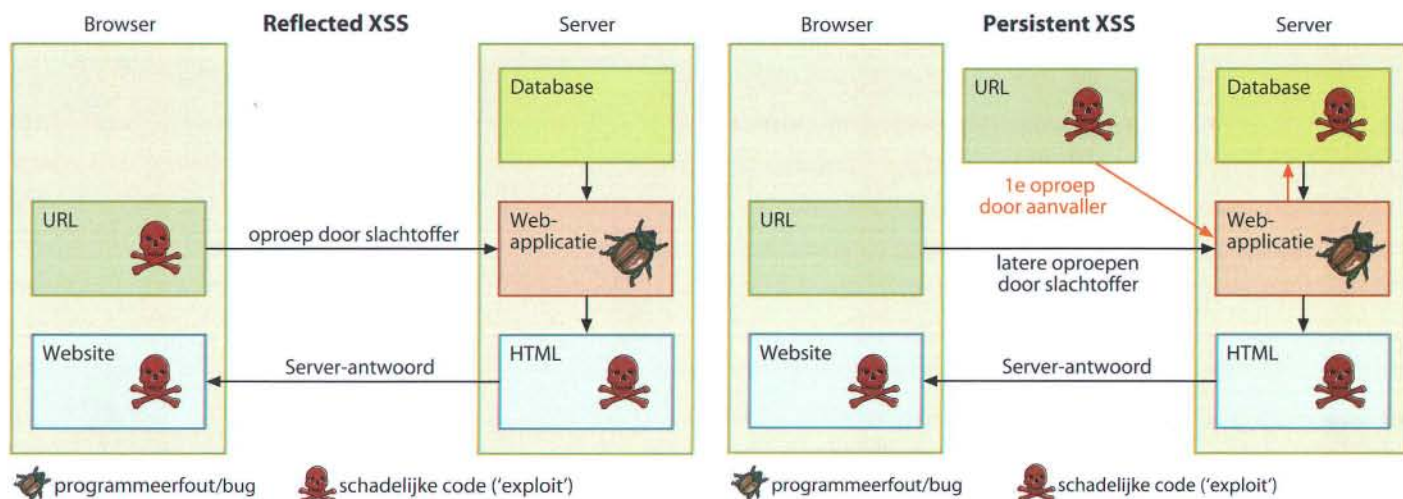 Browser
Reflected XSS
Server
Database
URL
oproep door slachtoffer
Web-
applicatie
Website
Server-antwoord
HTML
programmeerfout/bug
schadelijke code ('exploit')
Browser
Persistent XSS
Server
URL
Database
1e oproep
door aanvaller
URL
Web-
applicatie
latere oproepen
door slachtoffer
Website
Server-antwoord
HTML
programmeerfout/bug
schadelijke code ('exploit')